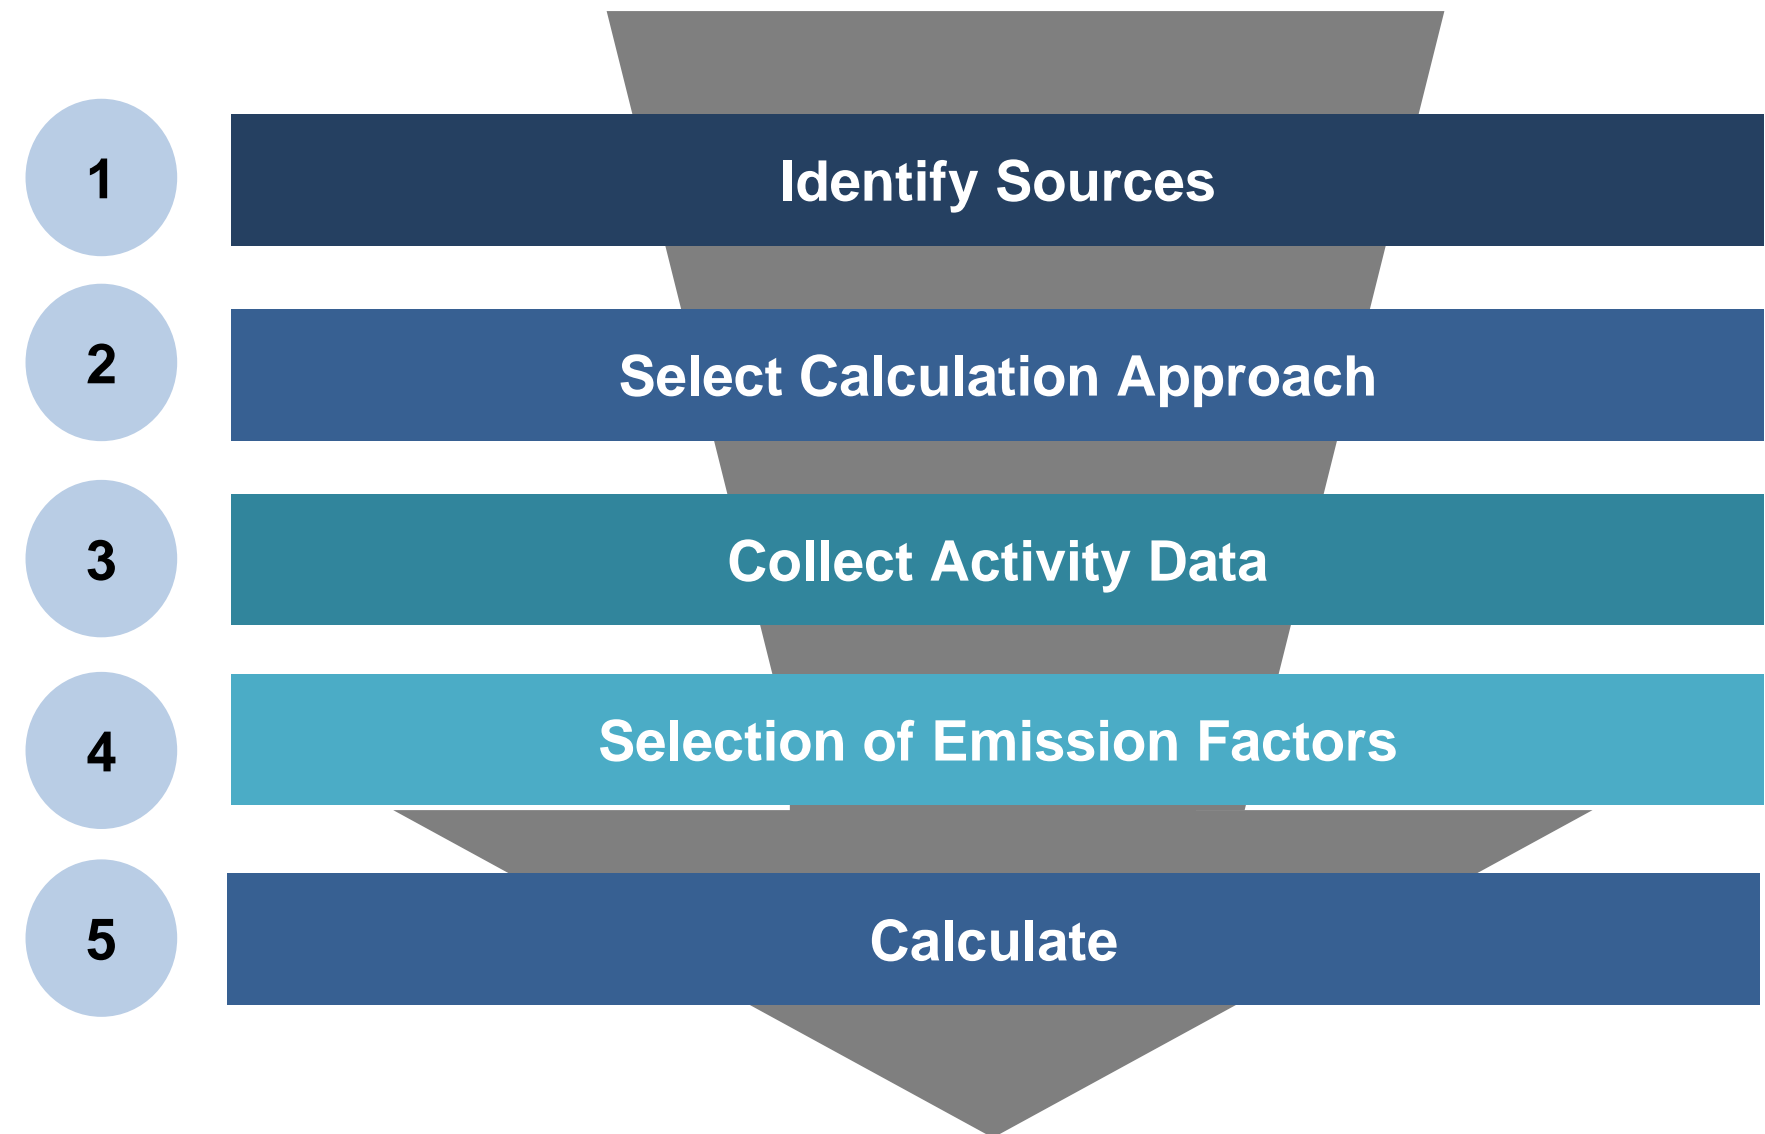 1
Identify Sources
2
Select Calculation Approach
3
Collect Activity Data
4
Selection of Emission Factors
5
Calculate